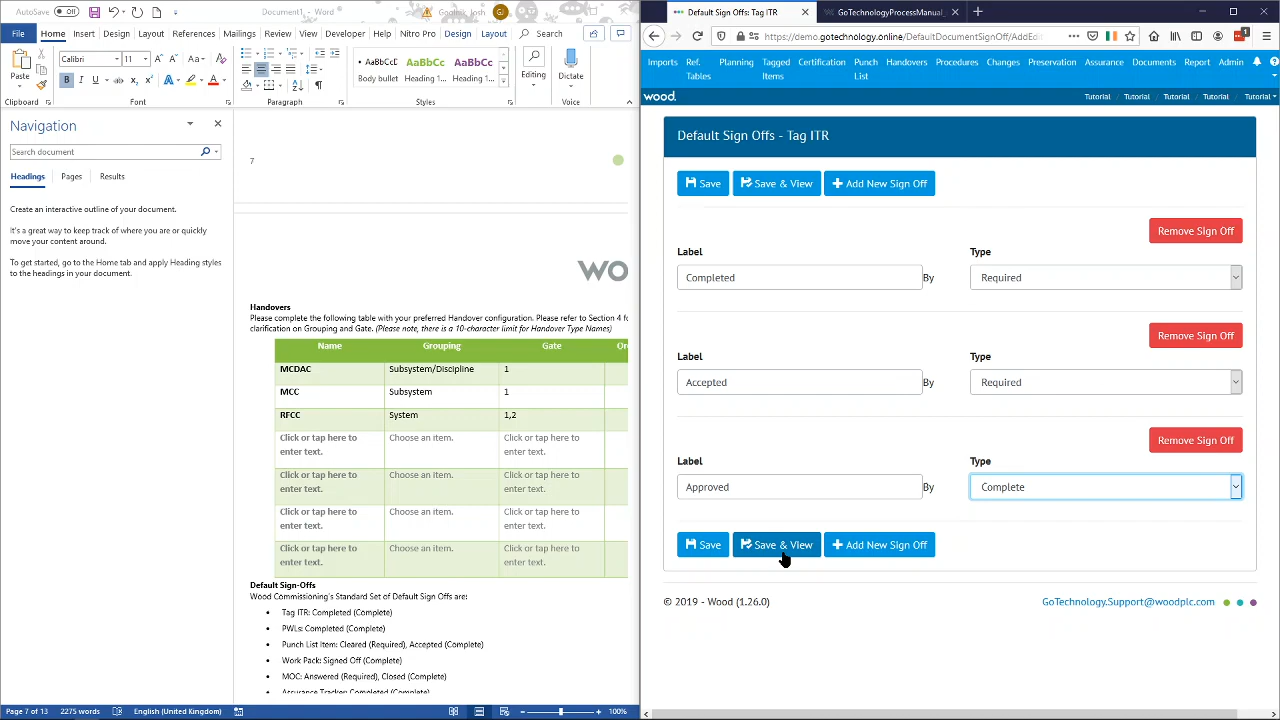 AutoSave Off Document1 ... Gaatnik, Josh GJ
File Home Insert Design Layout References Mailings Review View Developer Help Nitro Pro Design Layout Search
Paste
Calibri 11
Editing
Dictate
• AaBbCcD AaBbCc AaBbCc
Body bullet Heading 1 Heading 1...
Clipboard Font Paragraph Styles Voice
Navigation
Search document
Headings Pages Results
Create an interactive outline of your document.
It's a great way to keep track of where you are or quickly
move your content around.
To get started, go to the Home tab and apply Heading styles
to the headings in your document.
7
WO
Handovers
Please complete the following table with your preferred Handover configuration. Please refer to Section 4 fo
clarification on Grouping and Gate. (Please note, there is a 10-character limit for Handover Type Names)
Name Grouping Gate Or
MCDAC Subsystem/Discipline 1
MCC Subsystem 1
RFCC System 1,2
Click or tap here to Choose an item. Click or tap here to
enter text. enter text.
Click or tap here to Choose an item. Click or tap here to
enter text. enter text.
Click or tap here to Choose an item. Click or tap here to
enter text. enter text.
Click or tap here to Choose an item. Click or tap here to
enter text. enter text.
Default Sign-Offs
Wood Commissioning's Standard Set of Default Sign Offs are:
• Tag ITR: Completed (Complete)
• PWLs: Completed (Complete)
• Punch List Item: Cleared (Required), Accepted (Complete)
• Work Pack: Signed Off (Complete)
• MOC: Answered (Required), Closed (Complete)
• Assurance Tracker: Completed (Complete)
Page 7 of 13 2275 words English (United Kingdom) 100%
Default Sign Offs: Tag ITR GoTechnologyProcessManual_
https://demo.gotechnology.online/DefaultDocumentSignOff/AddEdi
Imports Ref. Tables Planning Tagged Items Certification Punch List Handovers Procedures Changes Preservation Assurance Documents Report Admin
wood. Tutorial / Tutorial / Tutorial / Tutorial / Tutorial
Default Sign Offs - Tag ITR
Save Save & View Add New Sign Off
Remove Sign Off
Label Type
Completed By Required
Remove Sign Off
Label Type
Accepted By Required
Remove Sign Off
Label Type
Approved By Complete
Save Save & View Add New Sign Off
© 2019 - Wood (1.26.0) GoTechnology.Support@woodplc.com